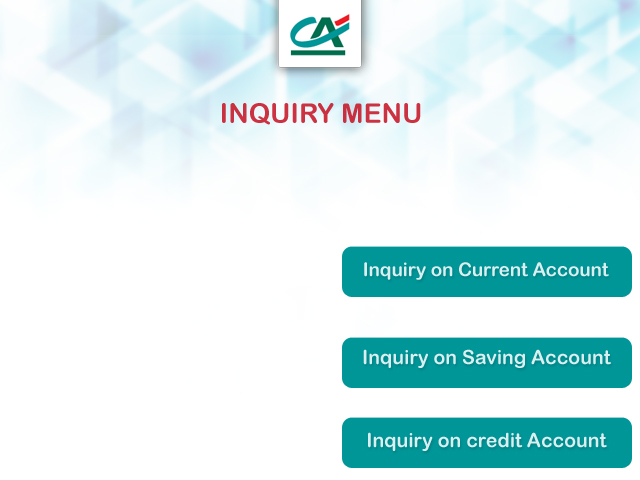 CA
INQUIRY MENU
Inquiry on Current Account
Inquiry on Saving Account
Inquiry on credit Account